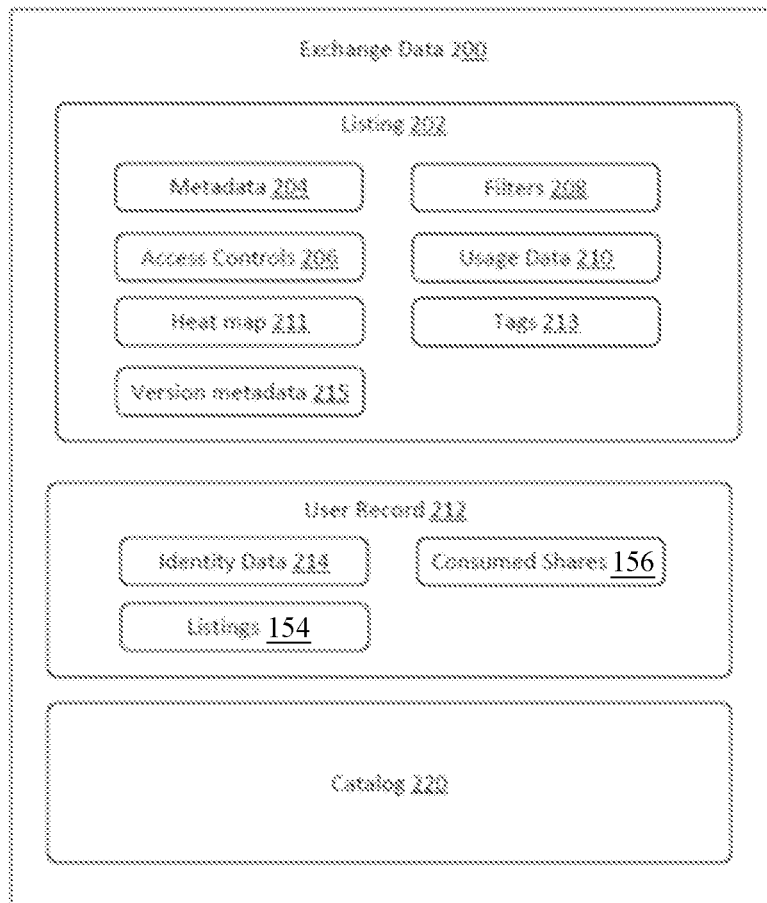 Exchange Data 200
Listing 202
Metadata 204
Filters 208
Access Controls 206
Usage Data 210
Heat map 211
Tags 213
Version metadata 215
User Record 212
Identity Data 214
Consumed Shares 156
Listings 154
Catalog 220